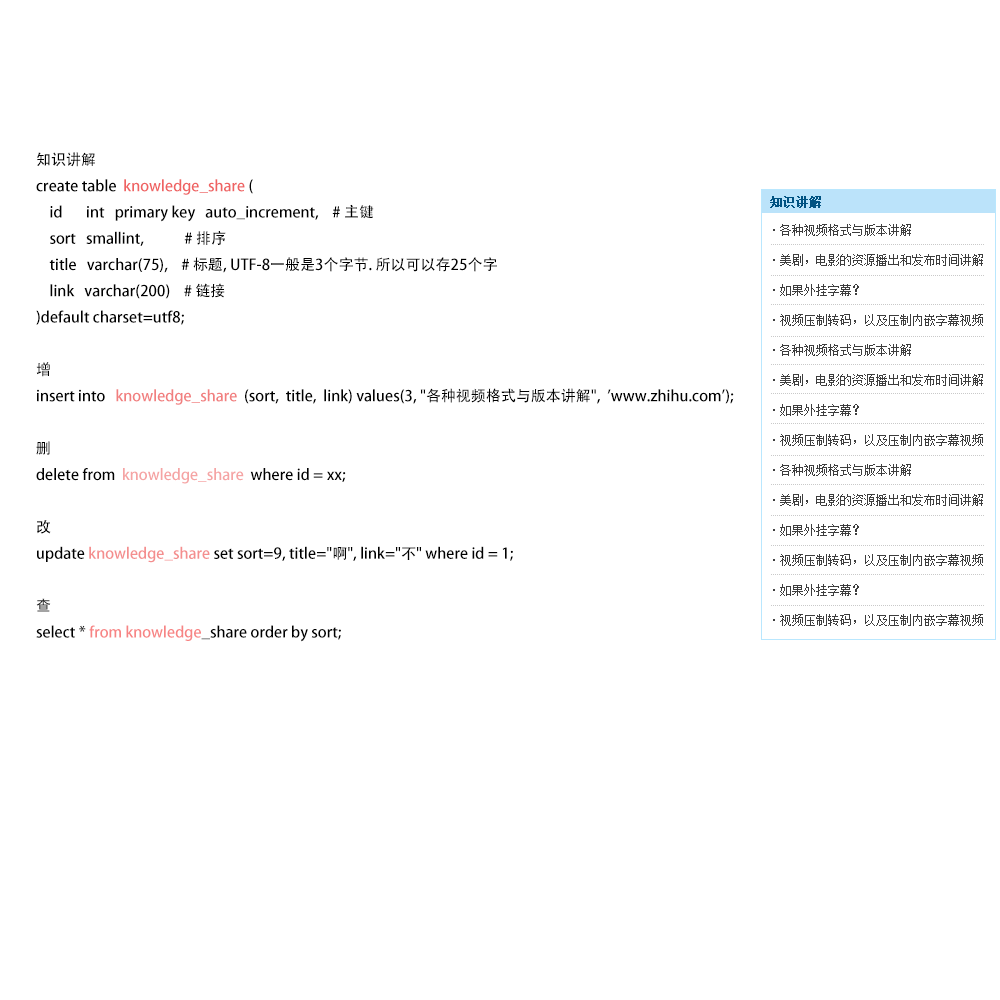 知识讲解
create table knowledge_share (
id int primary key auto_increment, # 主键
sort smallint, # 排序
title varchar(75), # 标题, UTF-8一般是3个字节. 所以可以存25个字
link varchar(200) # 链接
)default charset=utf8;
增
insert into knowledge_share (sort, title, link) values(3, "各种视频格式与版本讲解", 'www.zhihu.com');
删
delete from knowledge_share where id = xx;
改
update knowledge_share set sort=9, title="啊", link="不" where id = 1;
查
select * from knowledge_share order by sort;
知识讲解
· 各种视频格式与版本讲解
· 美剧，电影的资源播出和发布时间讲解
· 如果外挂字幕？
· 视频压制转码，以及压制内嵌字幕视频
· 各种视频格式与版本讲解
· 美剧，电影的资源播出和发布时间讲解
· 如果外挂字幕？
· 视频压制转码，以及压制内嵌字幕视频
· 各种视频格式与版本讲解
· 美剧，电影的资源播出和发布时间讲解
· 如果外挂字幕？
· 视频压制转码，以及压制内嵌字幕视频
· 如果外挂字幕？
· 视频压制转码，以及压制内嵌字幕视频